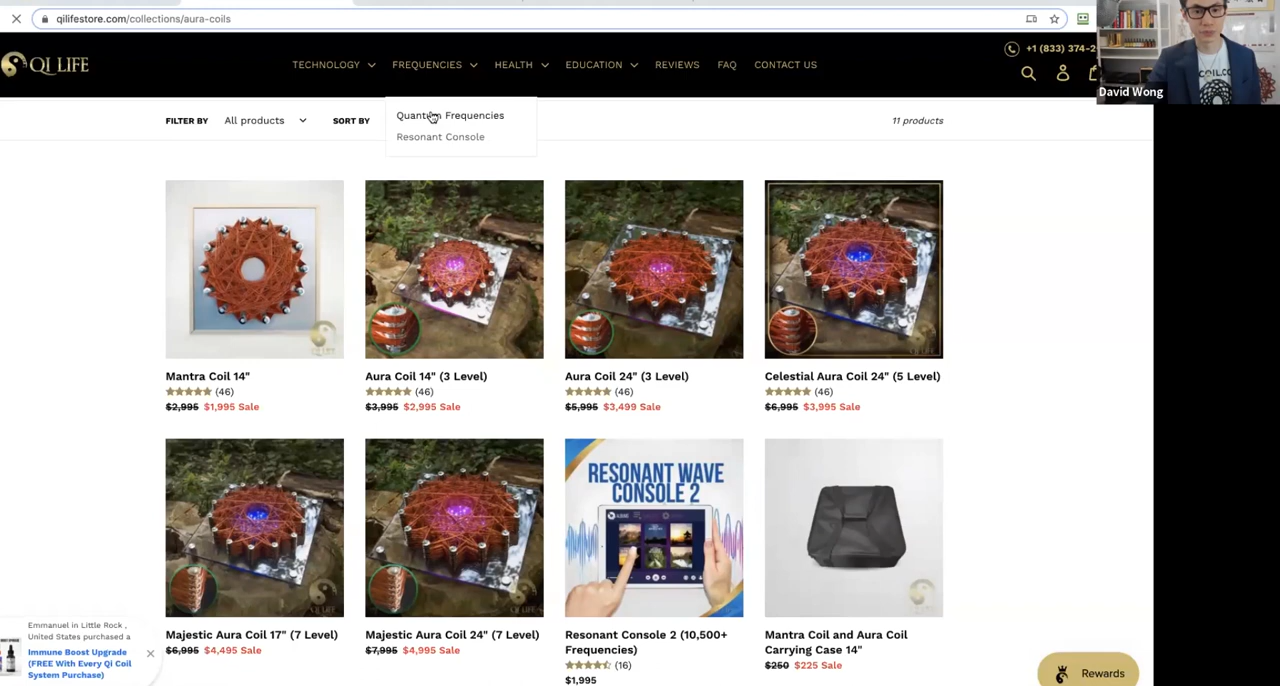 qilifestore.com/collections/aura-coils
QI LIFE
TECHNOLOGY
FREQUENCIES
HEALTH
EDUCATION
REVIEWS
FAQ
CONTACT US
+1 (833) 374-2
David Wong
COIL.CO
Quantum Frequencies
Resonant Console
FILTER BY
All products
SORT BY
11 products
Mantra Coil 14"
(46)
$2,995 $1,995 Sale
Aura Coil 14" (3 Level)
(46)
$3,995 $2,995 Sale
Aura Coil 24" (3 Level)
(46)
$5,995 $3,499 Sale
Celestial Aura Coil 24" (5 Level)
(46)
$6,995 $3,995 Sale
RESONANT WAVE
CONSOLE 2
QI LIFE
Majestic Aura Coil 17" (7 Level)
$6,995 $4,495 Sale
Majestic Aura Coil 24" (7 Level)
$7,995 $4,995 Sale
Resonant Console 2 (10,500+
Frequencies)
(16)
$1,995
Mantra Coil and Aura Coil
Carrying Case 14"
$250 $225 Sale
Emmanuel in Little Rock ,
United States purchased a
Immune Boost Upgrade
(FREE With Every Qi Coil
System Purchase)
Rewards